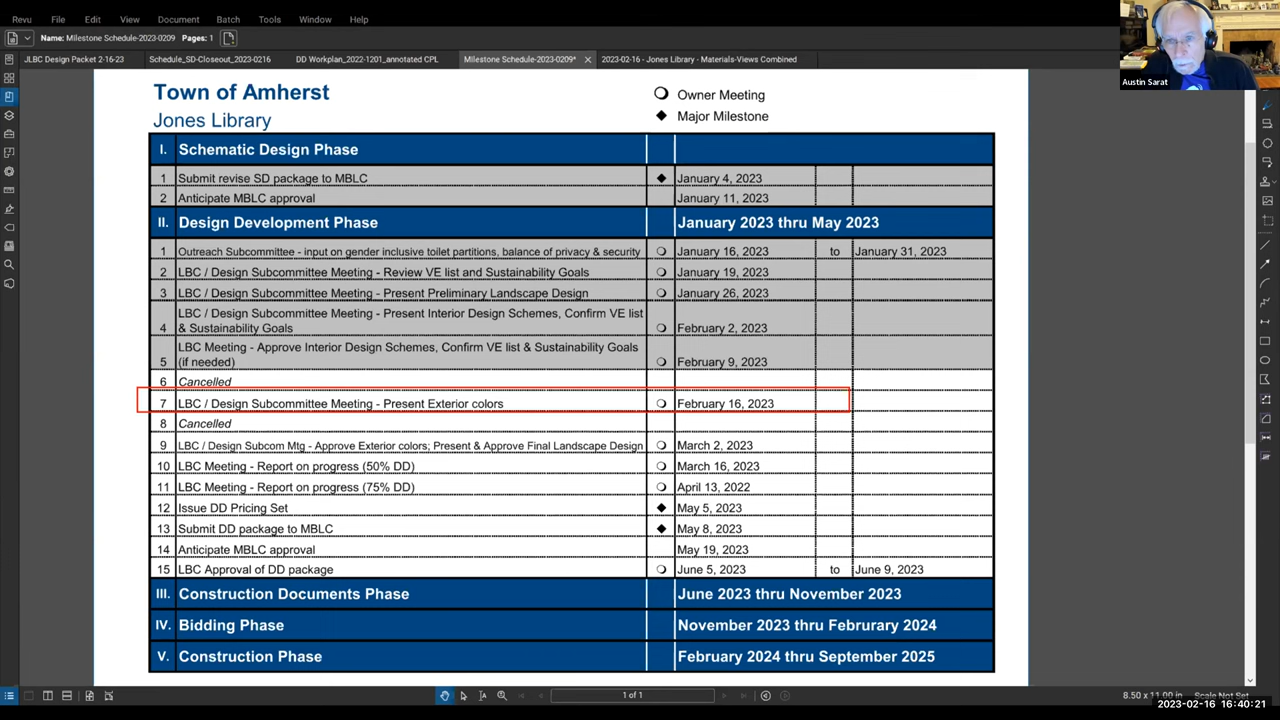 Revu File Edit View Document Batch Tools Window Help
Name: Milestone Schedule-2023-0209 Pages: 1
JLBC Design Packet 2-16-23 Schedule_SD-Closeout_2023-0216 DD Workplan_2022-1201_annotated CPL Milestone Schedule-2023-0209* 2023-02-16 - Jones Library - Materials-Views Combined
Austin Sarat
Town of Amherst
Jones Library
Owner Meeting
Major Milestone
I. Schematic Design Phase
1 Submit revise SD package to MBLC January 4, 2023
2 Anticipate MBLC approval January 11, 2023
II. Design Development Phase January 2023 thru May 2023
1 Outreach Subcommittee - input on gender inclusive toilet partitions, balance of privacy & security January 16, 2023 to January 31, 2023
2 LBC / Design Subcommittee Meeting - Review VE list and Sustainability Goals January 19, 2023
3 LBC / Design Subcommittee Meeting - Present Preliminary Landscape Design January 26, 2023
LBC / Design Subcommittee Meeting - Present Interior Design Schemes, Confirm VE list
4 & Sustainability Goals February 2, 2023
LBC Meeting - Approve Interior Design Schemes, Confirm VE list & Sustainability Goals
5 (if needed) February 9, 2023
6 Cancelled
7 LBC / Design Subcommittee Meeting - Present Exterior colors February 16, 2023
8 Cancelled
9 LBC / Design Subcom Mtg - Approve Exterior colors; Present & Approve Final Landscape Design March 2, 2023
10 LBC Meeting - Report on progress (50% DD) March 16, 2023
11 LBC Meeting - Report on progress (75% DD) April 13, 2022
12 Issue DD Pricing Set May 5, 2023
13 Submit DD package to MBLC May 8, 2023
14 Anticipate MBLC approval May 19, 2023
15 LBC Approval of DD package June 5, 2023 to June 9, 2023
III. Construction Documents Phase June 2023 thru November 2023
IV. Bidding Phase November 2023 thru Februrary 2024
V. Construction Phase February 2024 thru September 2025
1 of 1
8.50 x 11.00 in Scale Not Set
2023-02-16 16:40:21